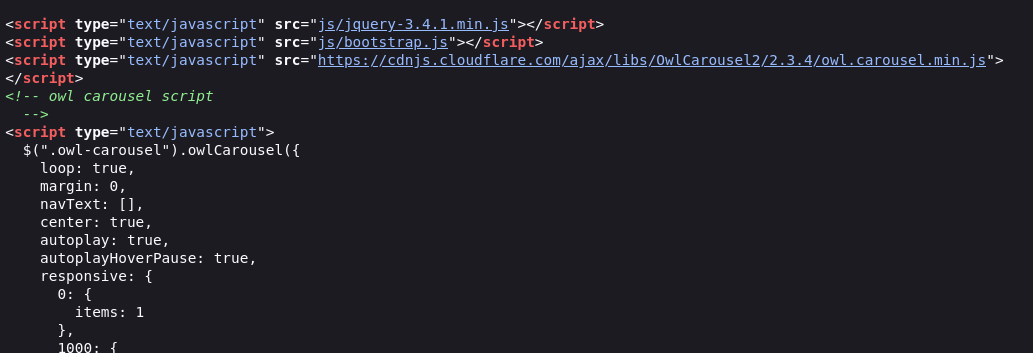 <script type="text/javascript" src="js/jquery-3.4.1.min.js"></script>
<script type="text/javascript" src="js/bootstrap.js"></script>
<script type="text/javascript" src="https://cdnjs.cloudflare.com/ajax/libs/OwlCarousel2/2.3.4/owl.carousel.min.js">
</script>
<!-- owl carousel script
  -->
<script type="text/javascript">
  $(".owl-carousel").owlCarousel({
    loop: true,
    margin: 0,
    navText: [],
    center: true,
    autoplay: true,
    autoplayHoverPause: true,
    responsive: {
      0: {
        items: 1
      },
      1000: {